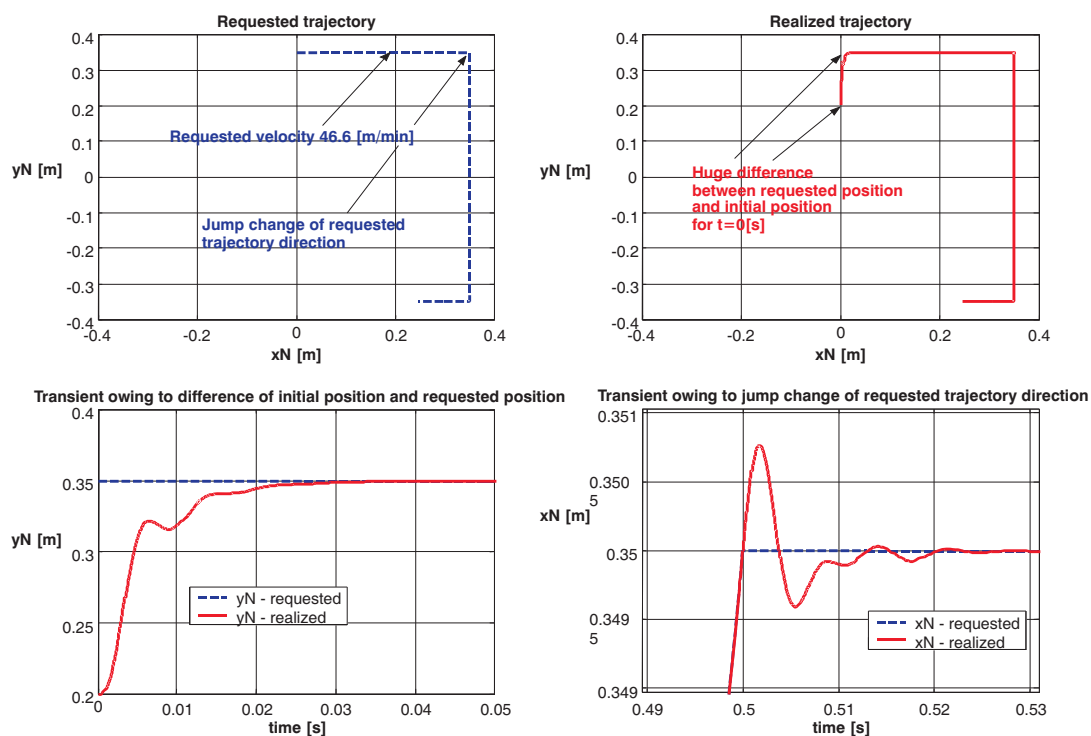 Requested trajectory
0.4
0.3
0.2
0.1
0
-0.1
-0.2
-0.3
-0.4
yN [m]
Requested velocity 46.6 [m/min]
Jump change of requested
trajectory direction
-0.4
-0.2
0
0.2
0.4
xN [m]
Realized trajectory
0.4
0.3
0.2
0.1
0
-0.1
-0.2
-0.3
-0.4
yN [m]
Huge difference
between requested position
and initial position
for t=0[s]
-0.4
-0.2
0
0.2
0.4
xN [m]
Transient owing to difference of initial position and requested position
0.4
0.35
0.3
0.25
0.2
yN [m]
yN - requested
yN - realized
0
0.01
0.02
0.03
0.04
0.05
time [s]
Transient owing to jump change of requested trajectory direction
0.351
0.350
5
0.35
0.349
5
0.349
xN [m]
xN - requested
xN - realized
0.49
0.5
0.51
0.52
0.53
time [s]